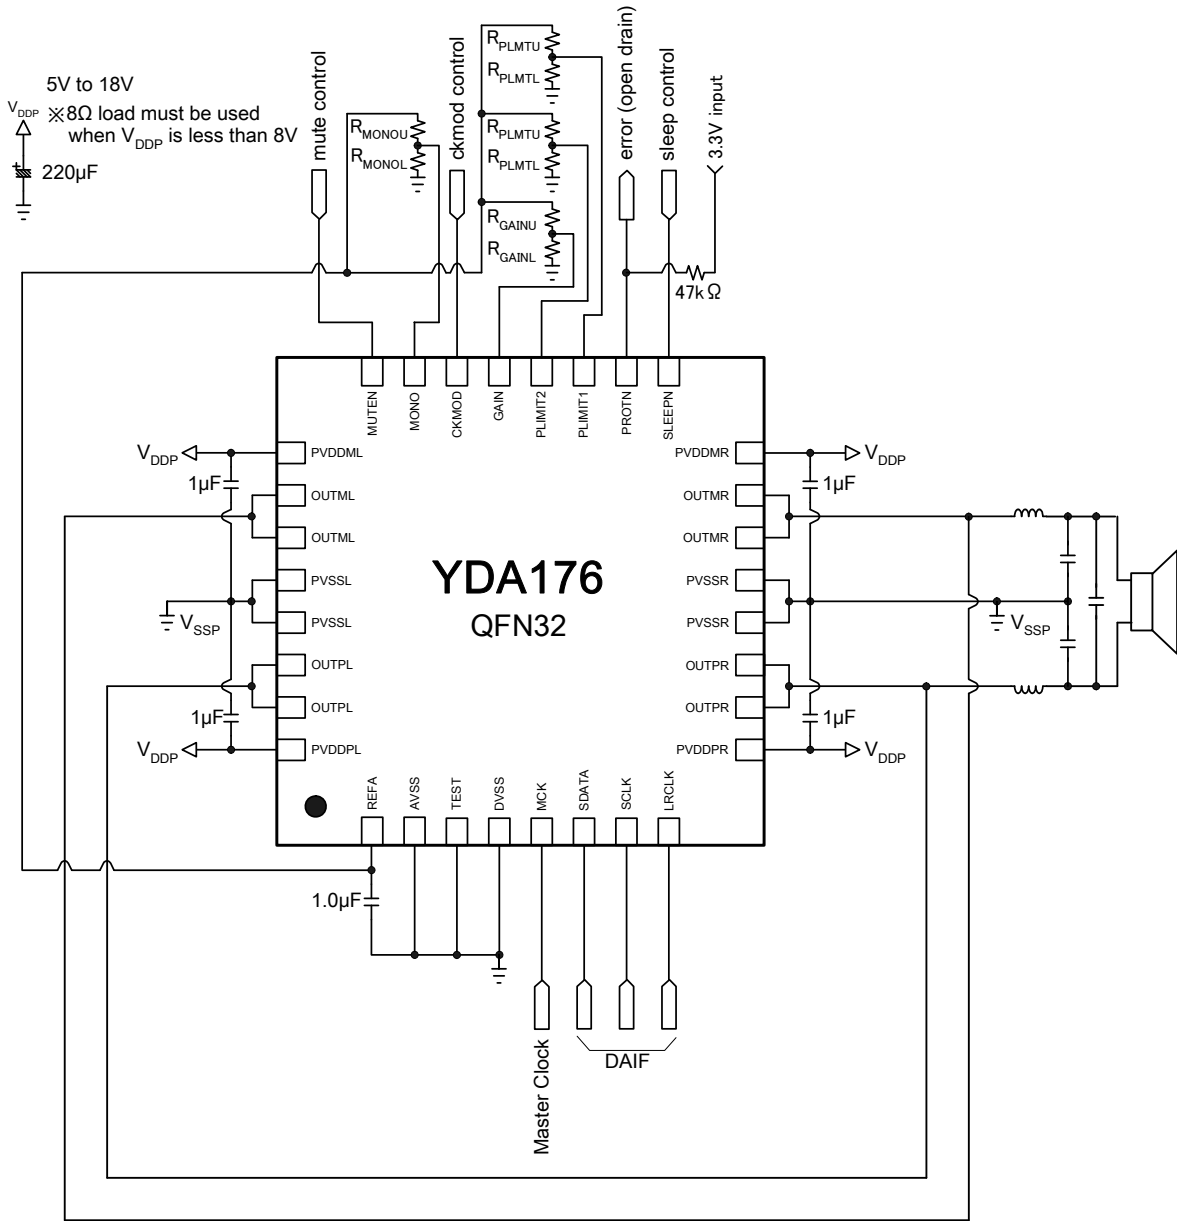 5V to 18V
VDDP ※8Ω load must be used
when VDDP is less than 8V
220µF
mute control
RMONOU
RMONOL
ckmod control
RPLMTU
RPLMTL
RPLMTU
RPLMTL
RGAINU
RGAINL
error (open drain)
sleep control
3.3V input
47kΩ
MUTEN
MONO
CKMOD
GAIN
PLIMIT2
PLIMIT1
PROTN
SLEEPN
VDDP
1µF
VSSP
1µF
VDDP
PVDDML
OUTML
OUTML
PVSSL
PVSSL
OUTPL
OUTPL
PVDDPL
YDA176
QFN32
PVDDMR
OUTMR
OUTMR
PVSSR
PVSSR
OUTPR
OUTPR
PVDDPR
VDDP
1µF
VSSP
1µF
VDDP
REFA
AVSS
TEST
DVSS
MCK
SDATA
SCLK
LRCLK
1.0µF
Master Clock
DAIF